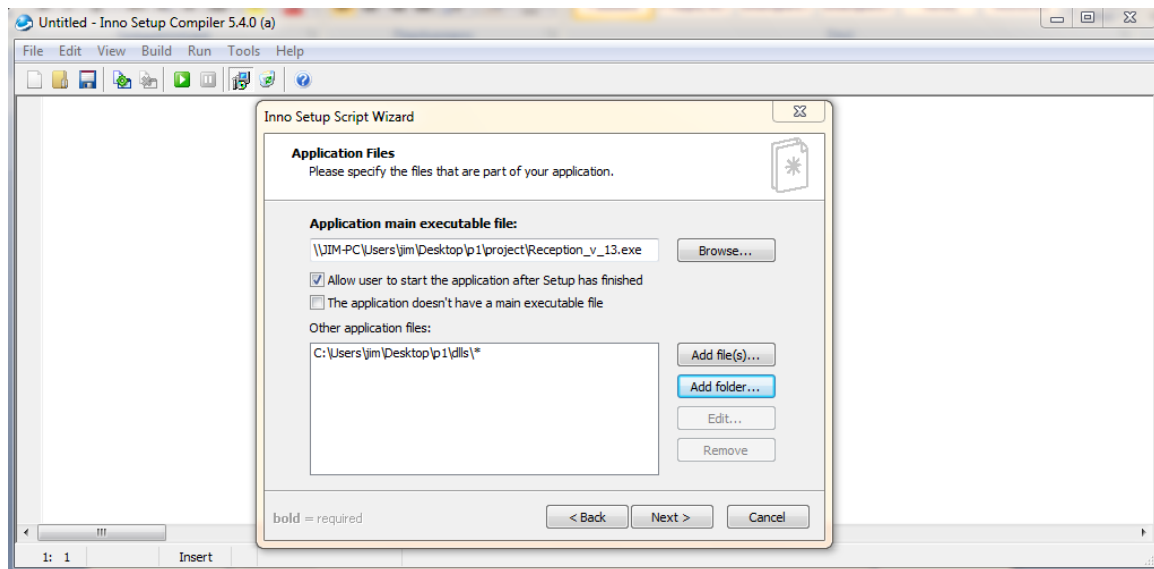 Untitled - Inno Setup Compiler 5.4.0 (a)
File Edit View Build Run Tools Help
Inno Setup Script Wizard
Application Files
Please specify the files that are part of your application.
Application main executable file:
\\JIM-PC\Users\jim\Desktop\p1\project\Reception_v_13.exe
Browse...
Allow user to start the application after Setup has finished
The application doesn't have a main executable file
Other application files:
C:\Users\jim\Desktop\p1\dlls\*
Add file(s)...
Add folder...
Edit...
Remove
bold = required
< Back
Next >
Cancel
1: 1
Insert